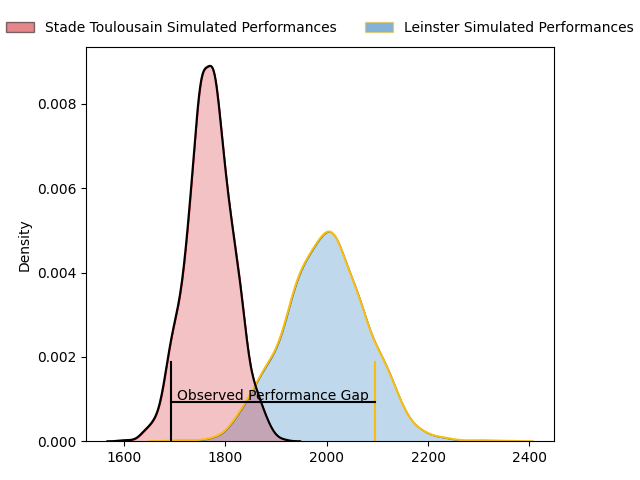 Stade Toulousain Simulated Performances
Leinster Simulated Performances
0.008
0.006
0.004
0.002
0.000
Density
Observed Performance Gap
1600
1800
2000
2200
2400